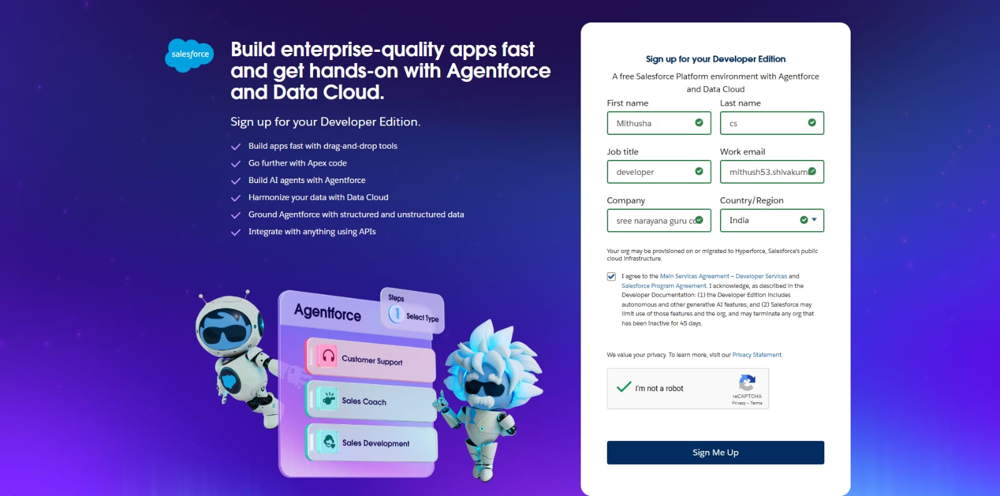 salesforce
Build enterprise-quality apps fast
and get hands-on with Agentforce
and Data Cloud.
Sign up for your Developer Edition.
Build apps fast with drag-and-drop tools
Go further with Apex code
Build AI agents with Agentforce
Harmonize your data with Data Cloud
Ground Agentforce with structured and unstructured data
Integrate with anything using APIs
Agentforce
Steps
1 Select Type
Customer Support
Sales Coach
Sales Development
Sign up for your Developer Edition
A free Salesforce Platform environment with Agentforce
and Data Cloud
First name
Last name
Mithusha
cs
Job title
Work email
developer
mithush53.shivakum
Company
Country/Region
sree narayana guru
India
Your org may be provisioned on or migrated to Hyperforce, Salesforce's public
cloud infrastructure.
I agree to the Main Services Agreement – Developer Services and
Salesforce Program Agreement. I acknowledge, as described in the
Developer Documentation: (1) the Developer Edition includes
autonomous and other generative AI features; and (2) Salesforce may
limit use of those features and the org, and may terminate any org that
has been inactive for 45 days.
We value your privacy. To learn more, visit our Privacy Statement.
I'm not a robot
reCAPTCHA
Privacy - Terms
Sign Me Up